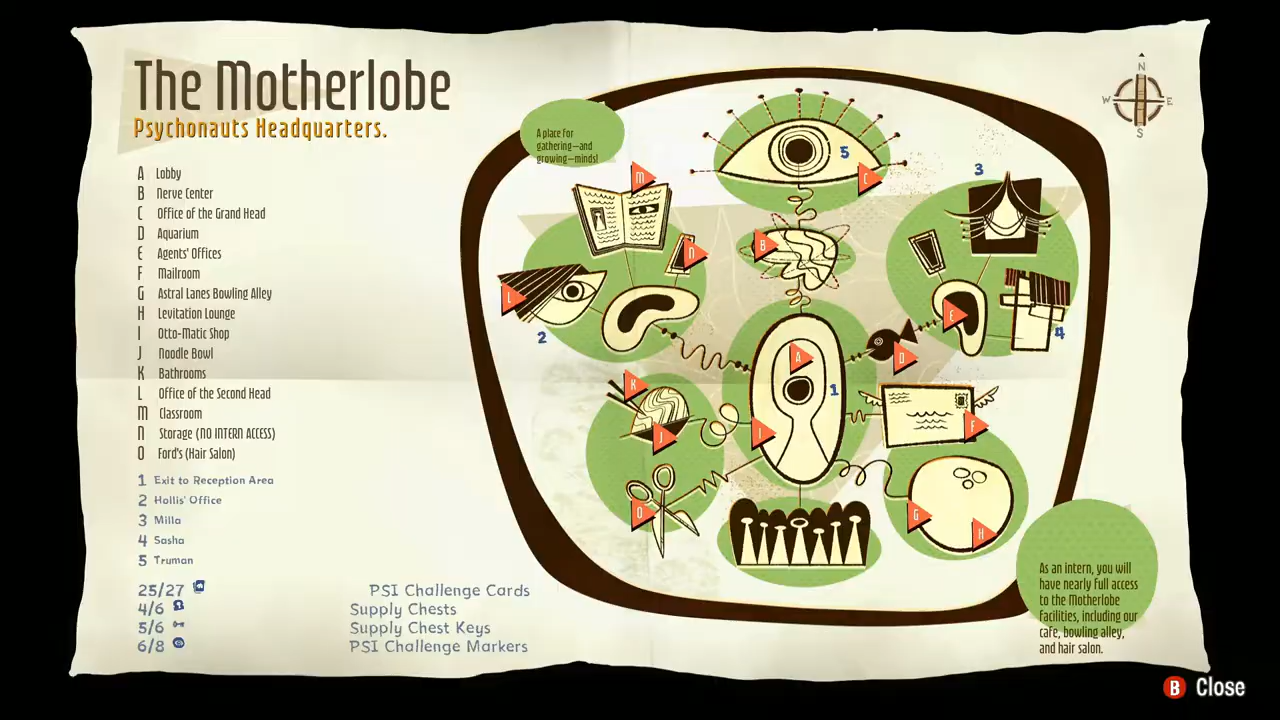 The Motherlobe
Psychonauts Headquarters.
A Lobby
B Nerve Center
C Office of the Grand Head
D Aquarium
E Agents' Offices
F Mailroom
G Astral Lanes Bowling Alley
H Levitation Lounge
I Otto-Matic Shop
J Noodle Bowl
K Bathrooms
L Office of the Second Head
M Classroom
N Storage (NO INTERN ACCESS)
O Ford's (Hair Salon)
1 Exit to Reception Area
2 Hollis' Office
3 Milla
4 Sasha
5 Truman
25/27 PSI Challenge Cards
4/6 Supply Chests
5/6 Supply Chest Keys
6/8 PSI Challenge Markers
A place for
gathering—and
growing—minds!
N
W E
S
5
C
3
M
B
N
L
2
E
4
A
D
K
1
J
I
F
O
G
H
As an intern, you will
have nearly full access
to the Motherlobe
facilities, including our
cafe, bowling alley,
and hair salon.
B Close